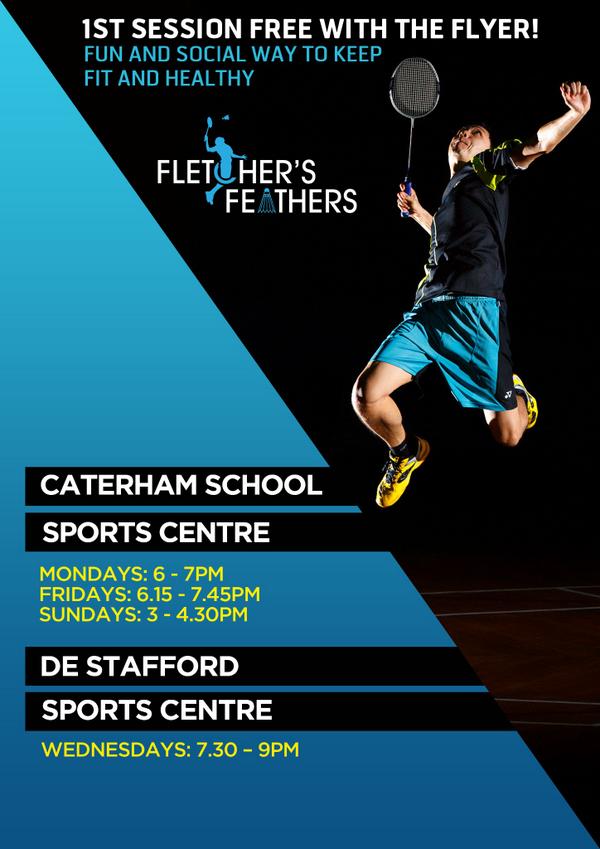 1ST SESSION FREE WITH THE FLYER!
FUN AND SOCIAL WAY TO KEEP
FIT AND HEALTHY
FLETCHER'S
FEATHERS
CATERHAM SCHOOL
SPORTS CENTRE
MONDAYS: 6 - 7PM
FRIDAYS: 6.15 - 7.45PM
SUNDAYS: 3 - 4.30PM
DE STAFFORD
SPORTS CENTRE
WEDNESDAYS: 7.30 – 9PM